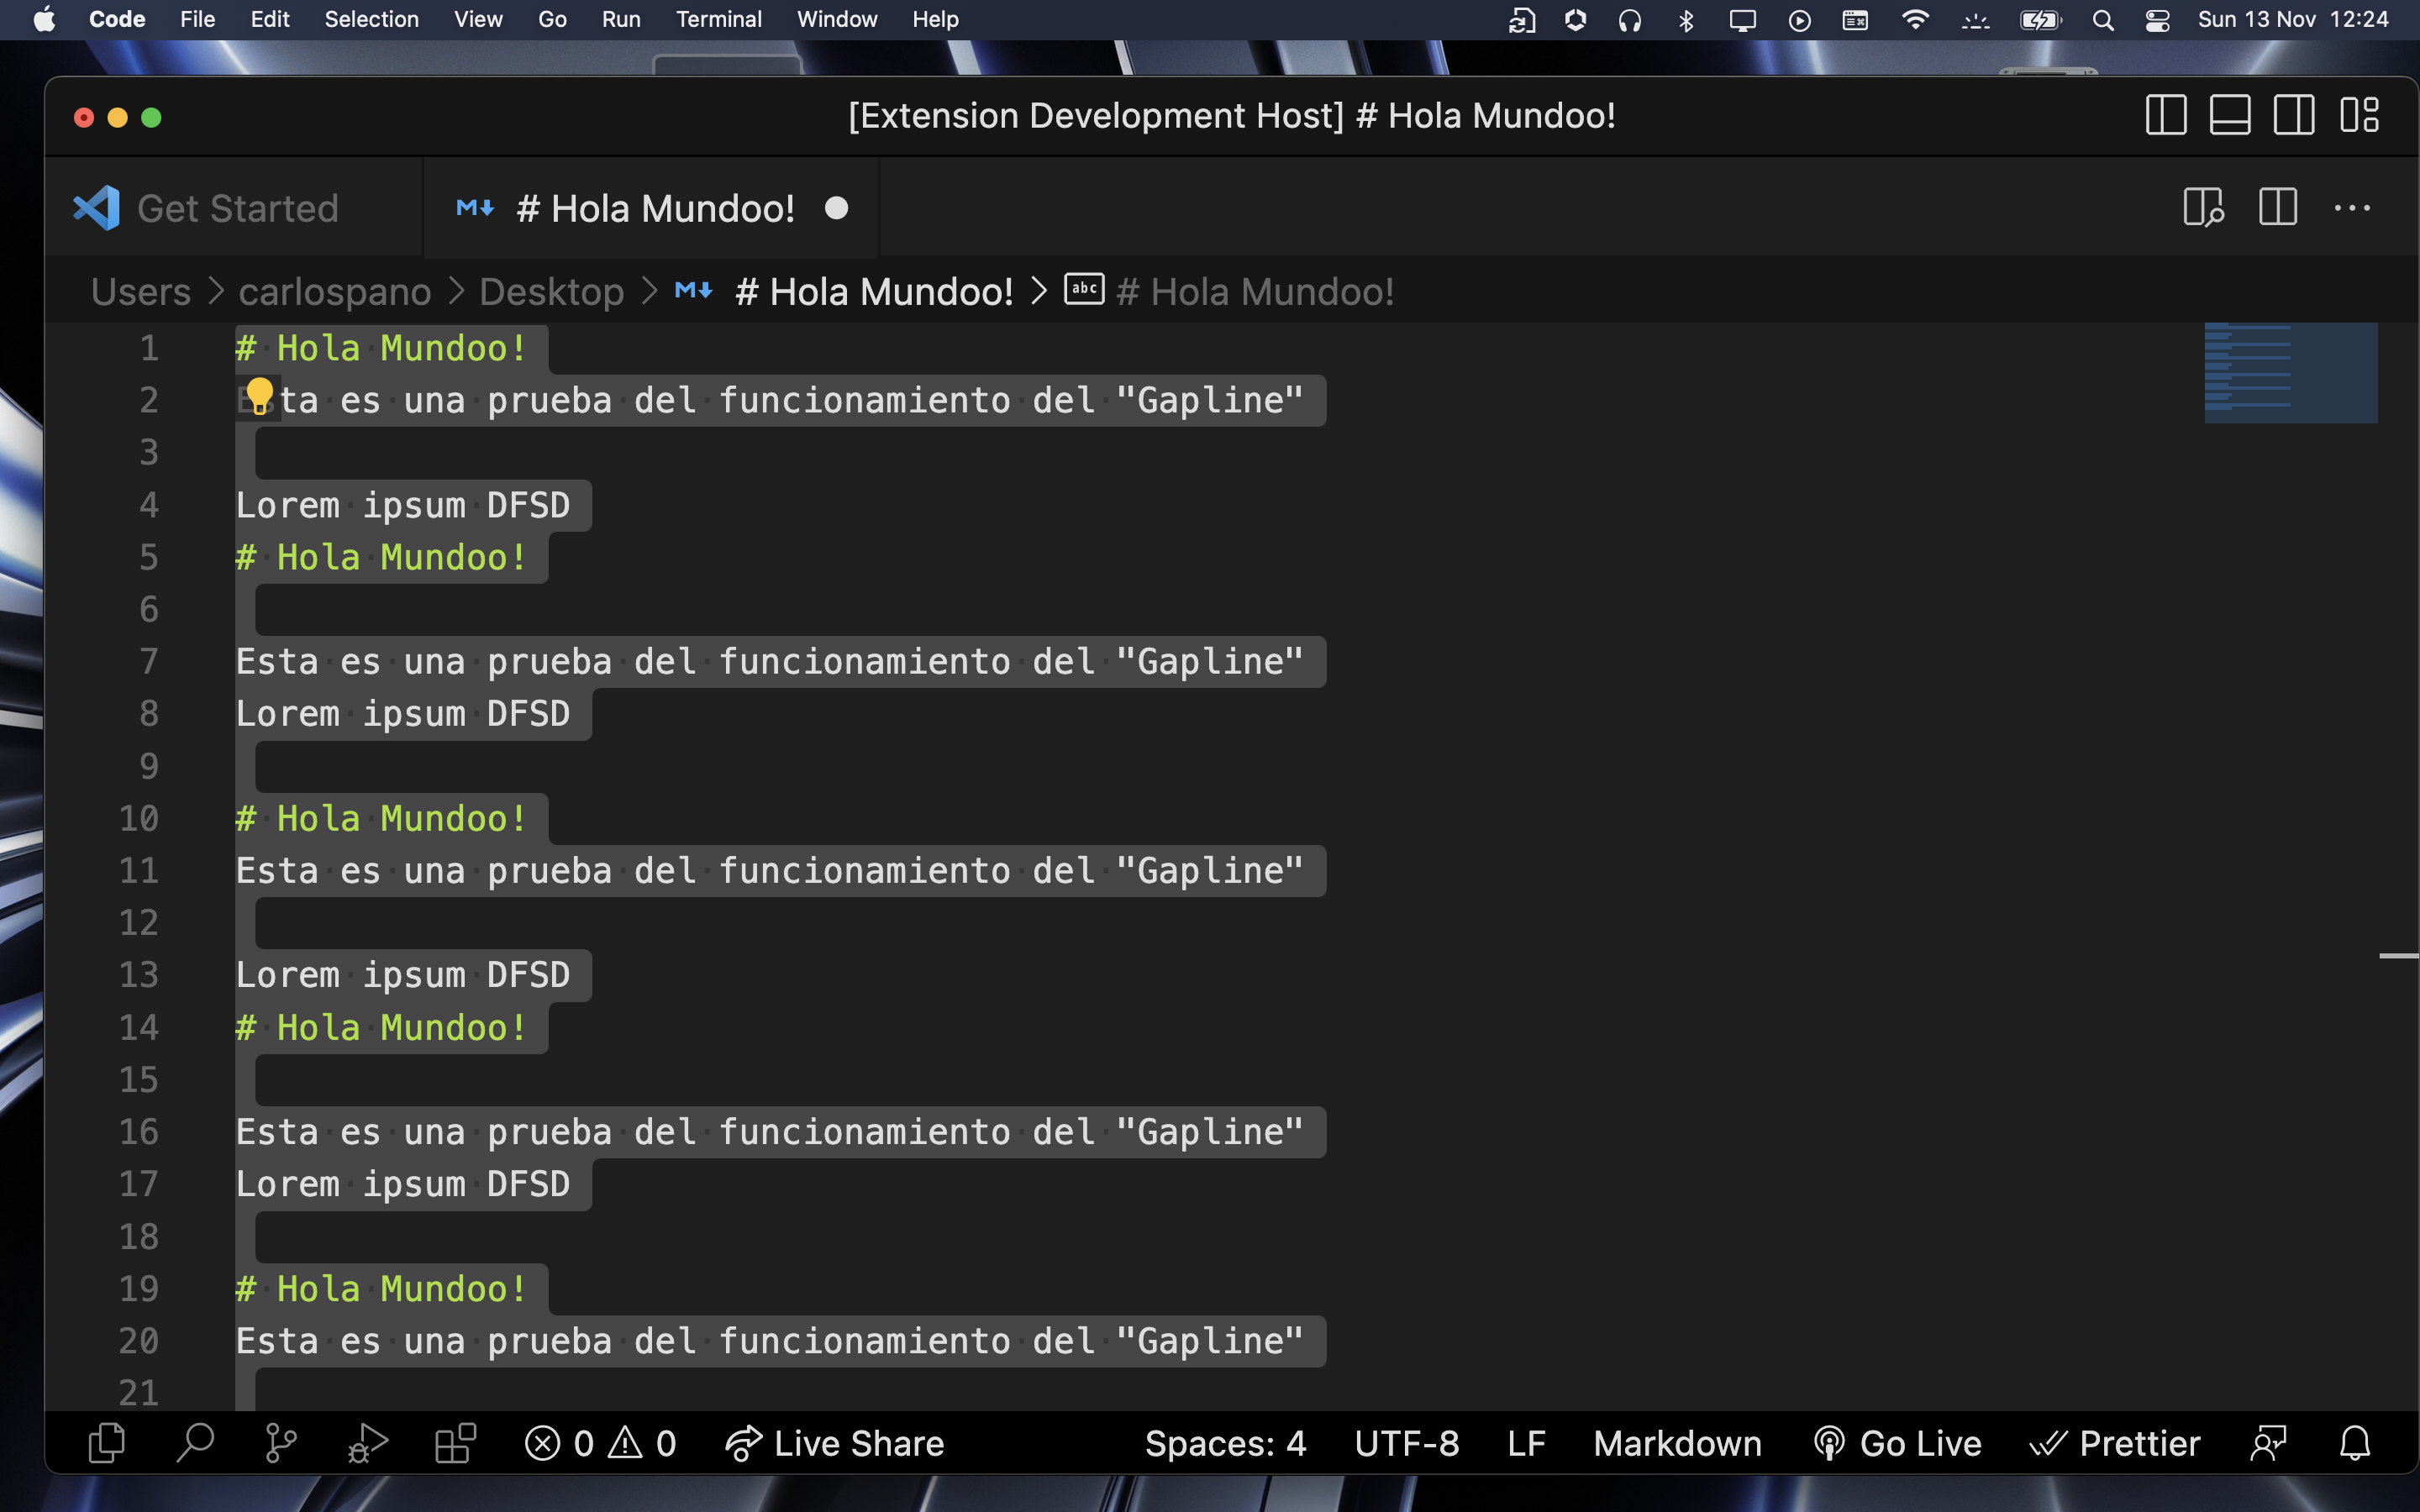 Code File Edit Selection View Go Run Terminal Window Help Sun 13 Nov 12:24
[Extension Development Host] # Hola Mundoo!
Get Started # Hola Mundoo!
Users > carlospano > Desktop > # Hola Mundoo! > abc # Hola Mundoo!
1 # Hola Mundoo!
2 Esta es una prueba del funcionamiento del "Gapline"
3
4 Lorem ipsum DFSD
5 # Hola Mundoo!
6
7 Esta es una prueba del funcionamiento del "Gapline"
8 Lorem ipsum DFSD
9
10 # Hola Mundoo!
11 Esta es una prueba del funcionamiento del "Gapline"
12
13 Lorem ipsum DFSD
14 # Hola Mundoo!
15
16 Esta es una prueba del funcionamiento del "Gapline"
17 Lorem ipsum DFSD
18
19 # Hola Mundoo!
20 Esta es una prueba del funcionamiento del "Gapline"
21
0 0 Live Share Spaces: 4 UTF-8 LF Markdown Go Live Prettier